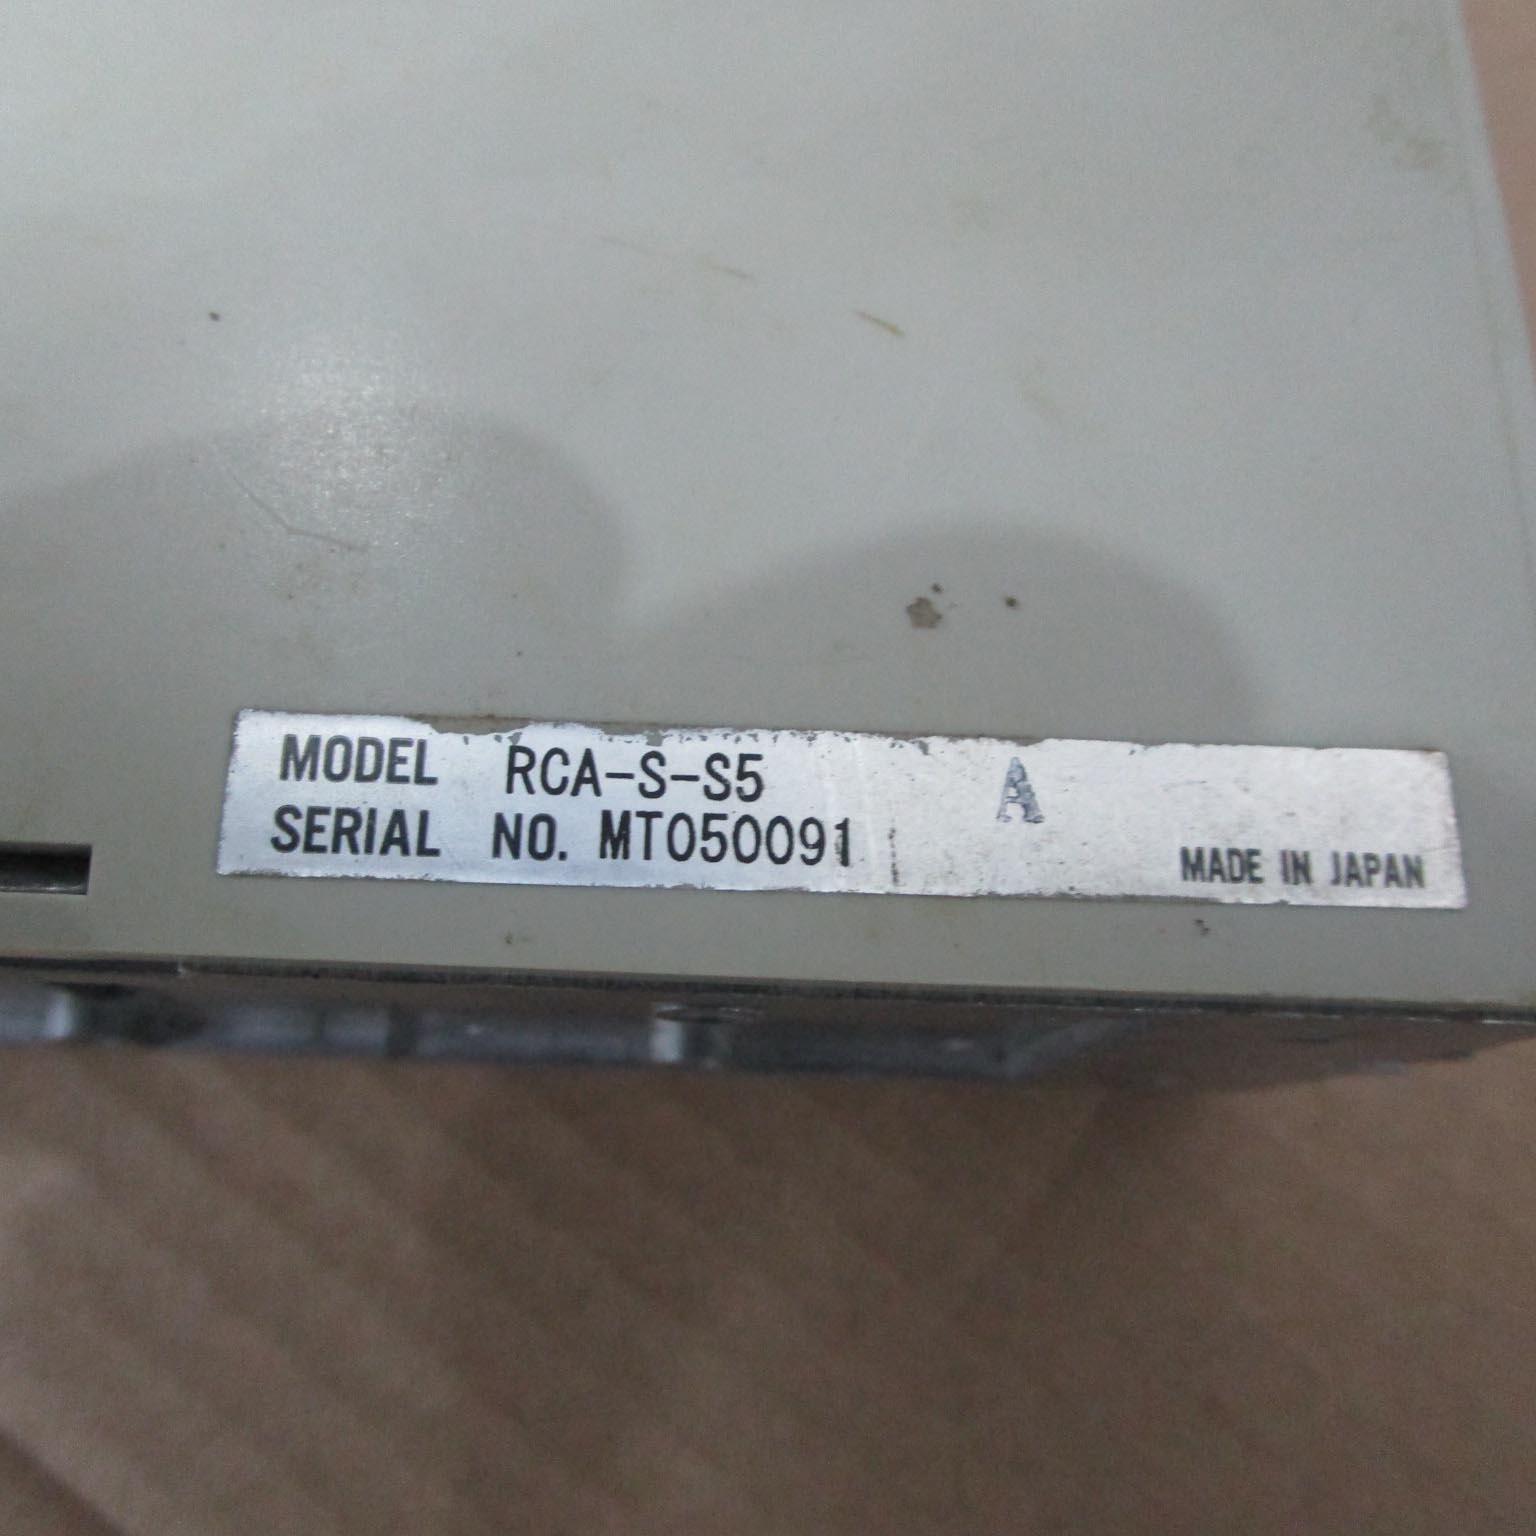 MODEL RCA-S-S5 A
SERIAL NO. MT050091
MADE IN JAPAN